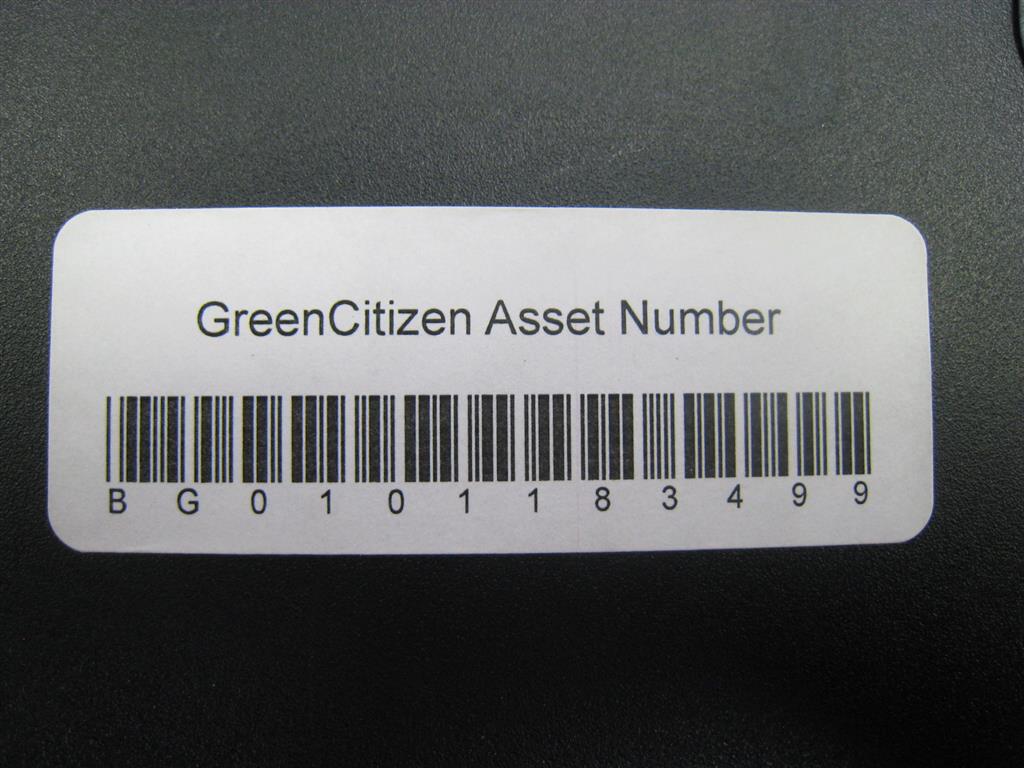 GreenCitizen Asset Number
B G 0 1 0 1 1 8 3 4 9 9